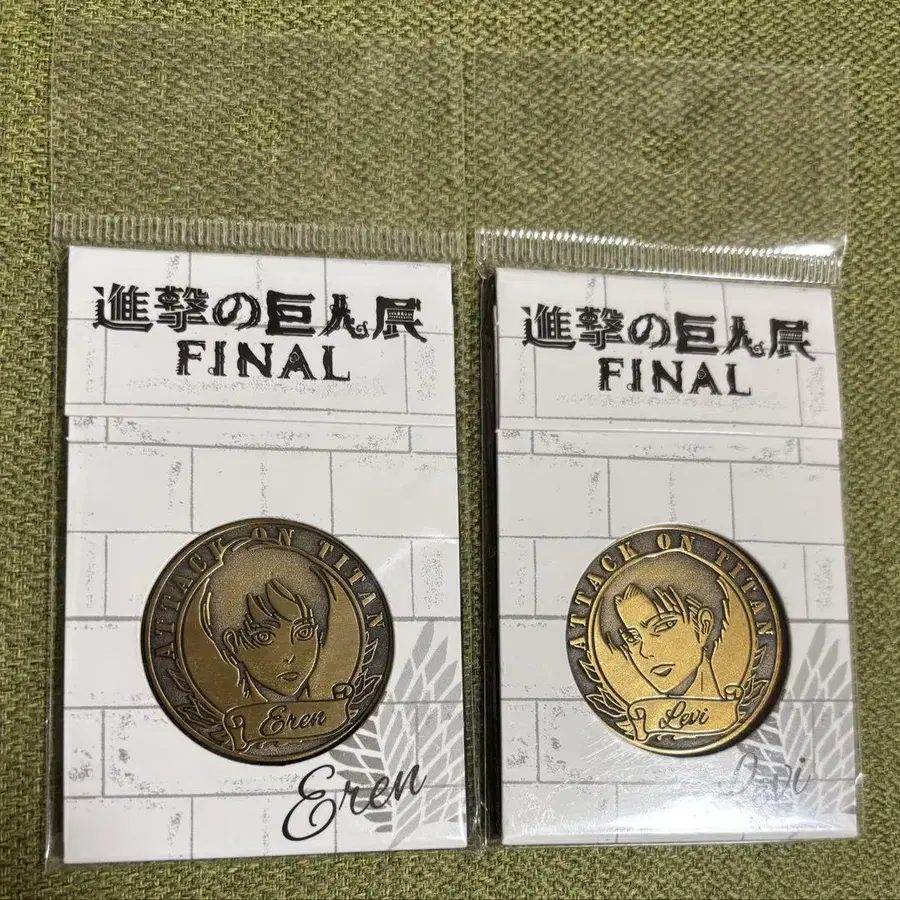 進撃の巨人展
FINAL
ATTACK ON TITAN
Eren
Eren
進撃の巨人展
FINAL
ATTACK ON TITAN
Levi
Levi